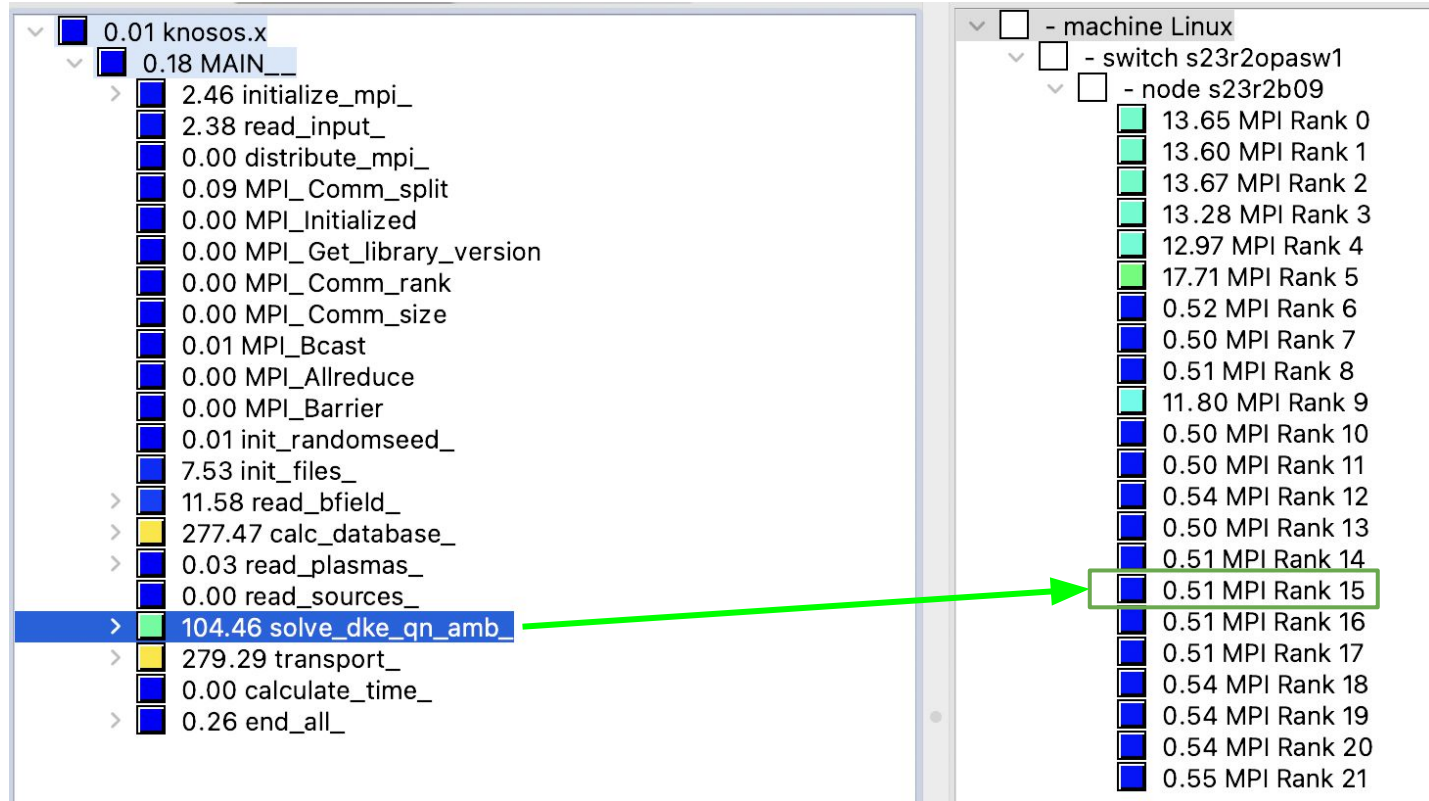 0.01 knosos.x
0.18 MAIN__
2.46 initialize_mpi_
2.38 read_input_
0.00 distribute_mpi_
0.09 MPI_Comm_split
0.00 MPI_Initialized
0.00 MPI_Get_library_version
0.00 MPI_Comm_rank
0.00 MPI_Comm_size
0.01 MPI_Bcast
0.00 MPI_Allreduce
0.00 MPI_Barrier
0.01 init_randomseed_
7.53 init_files_
11.58 read_bfield_
277.47 calc_database_
0.03 read_plasmas_
0.00 read_sources_
104.46 solve_dke_qn_amb_
279.29 transport_
0.00 calculate_time_
0.26 end_all_
- machine Linux
- switch s23r2opasw1
- node s23r2b09
13.65 MPI Rank 0
13.60 MPI Rank 1
13.67 MPI Rank 2
13.28 MPI Rank 3
12.97 MPI Rank 4
17.71 MPI Rank 5
0.52 MPI Rank 6
0.50 MPI Rank 7
0.51 MPI Rank 8
11.80 MPI Rank 9
0.50 MPI Rank 10
0.50 MPI Rank 11
0.54 MPI Rank 12
0.50 MPI Rank 13
0.51 MPI Rank 14
0.51 MPI Rank 15
0.51 MPI Rank 16
0.51 MPI Rank 17
0.54 MPI Rank 18
0.54 MPI Rank 19
0.54 MPI Rank 20
0.55 MPI Rank 21